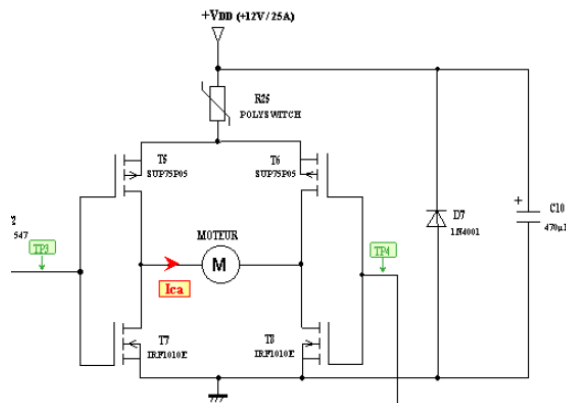 +VDD (+12V/25A)
R25
POLYSWITCH
T5
SUP75P05
T6
SUP75P05
547
TP3
MOTEUR
M
Ica
TP4
D7
1N4001
+
C10
470µ
T7
IRF1010E
T8
IRF1010E